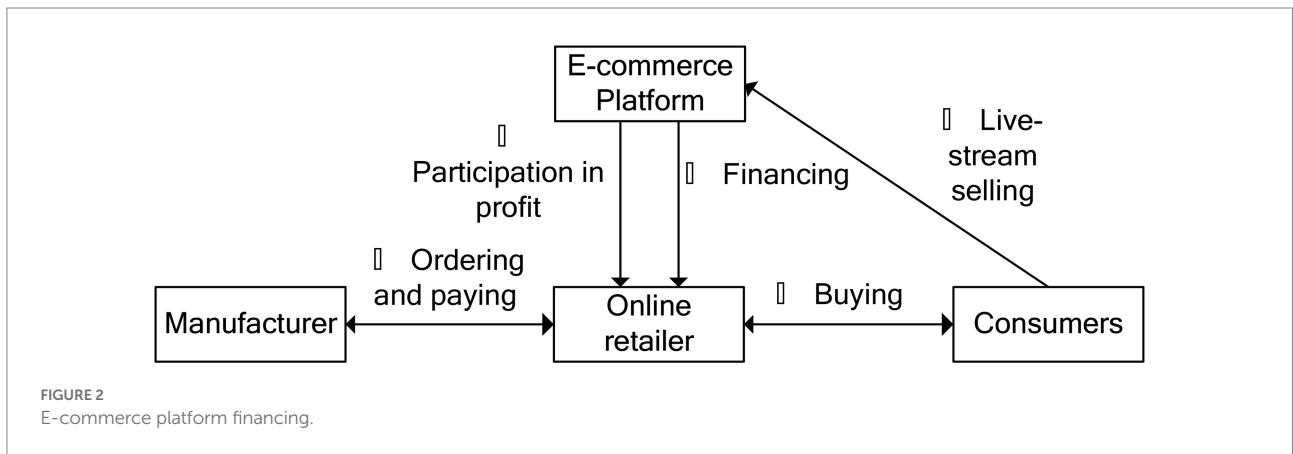 E-commerce
Platform
▯
Participation in
profit
▯ Financing
▯ Live-
stream
selling
▯ Ordering
and paying
▯ Buying
Manufacturer
Online
retailer
Consumers
FIGURE 2
E-commerce platform financing.